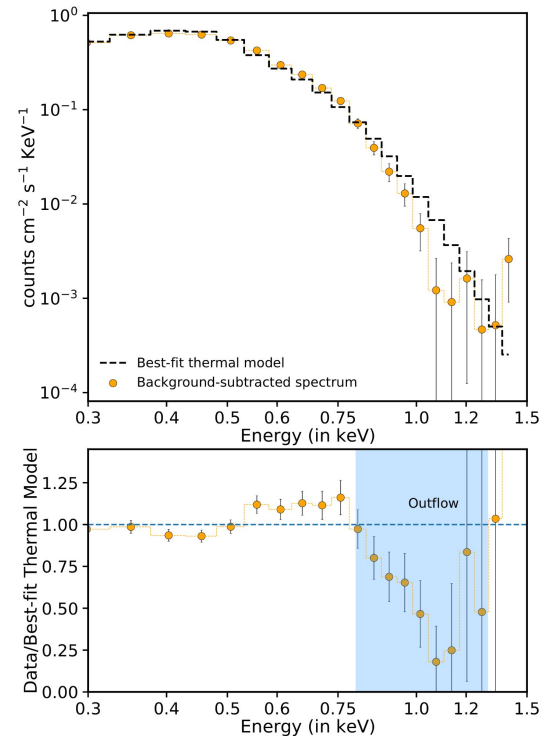 10⁰
10⁻¹
10⁻²
10⁻³
10⁻⁴
counts cm⁻² s⁻¹ KeV⁻¹
Best-fit thermal model
Background-subtracted spectrum
0.3 0.4 0.5 0.6 0.75 1.0 1.2 1.5
Energy (in keV)
1.25
1.00
0.75
0.50
0.25
0.00
Data/Best-fit Thermal Model
Outflow
0.3 0.4 0.5 0.6 0.75 1.0 1.2 1.5
Energy (in keV)